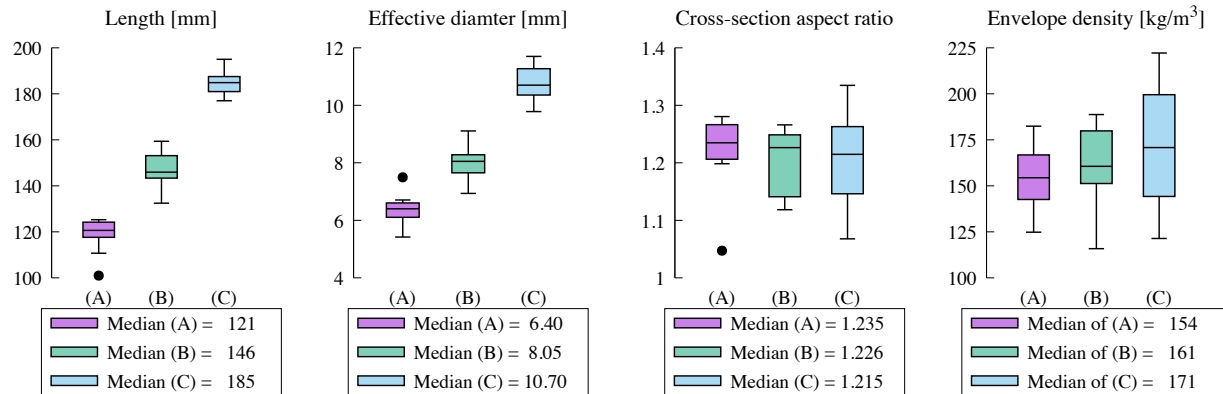 Length [mm]
200
180
160
140
120
100
(A) (B) (C)
Median (A) = 121
Median (B) = 146
Median (C) = 185
Effective diamter [mm]
12
10
8
6
4
(A) (B) (C)
Median (A) = 6.40
Median (B) = 8.05
Median (C) = 10.70
Cross-section aspect ratio
1.4
1.3
1.2
1.1
1
(A) (B) (C)
Median (A) = 1.235
Median (B) = 1.226
Median (C) = 1.215
Envelope density [kg/m³]
225
200
175
150
125
100
(A) (B) (C)
Median of (A) = 154
Median of (B) = 161
Median of (C) = 171